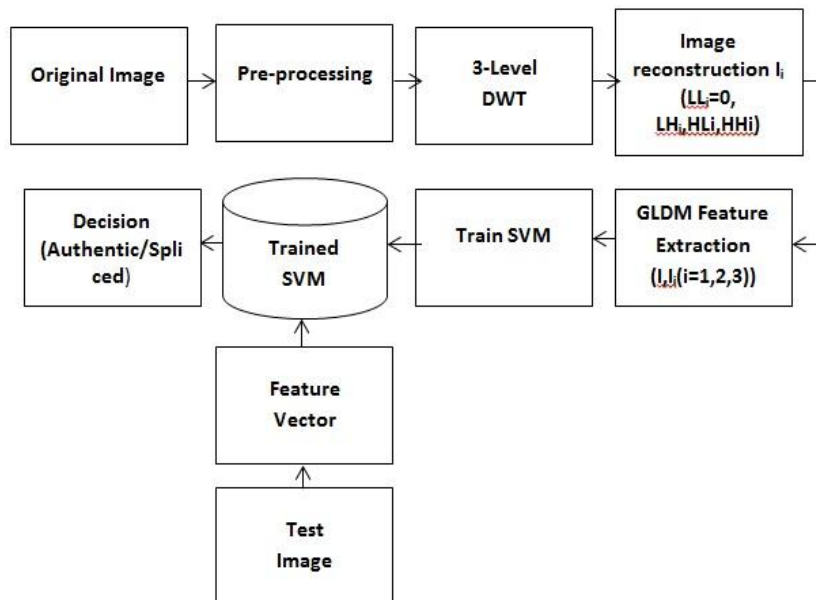 Original Image
Pre-processing
3-Level
DWT
Image
reconstruction Iᵢ
(LLᵢ=0,
LHᵢ,HLi,HHi)
Decision
(Authentic/Spli
ced)
Trained
SVM
Train SVM
GLDM Feature
Extraction
(I,Iᵢ(i=1,2,3))
Feature
Vector
Test
Image